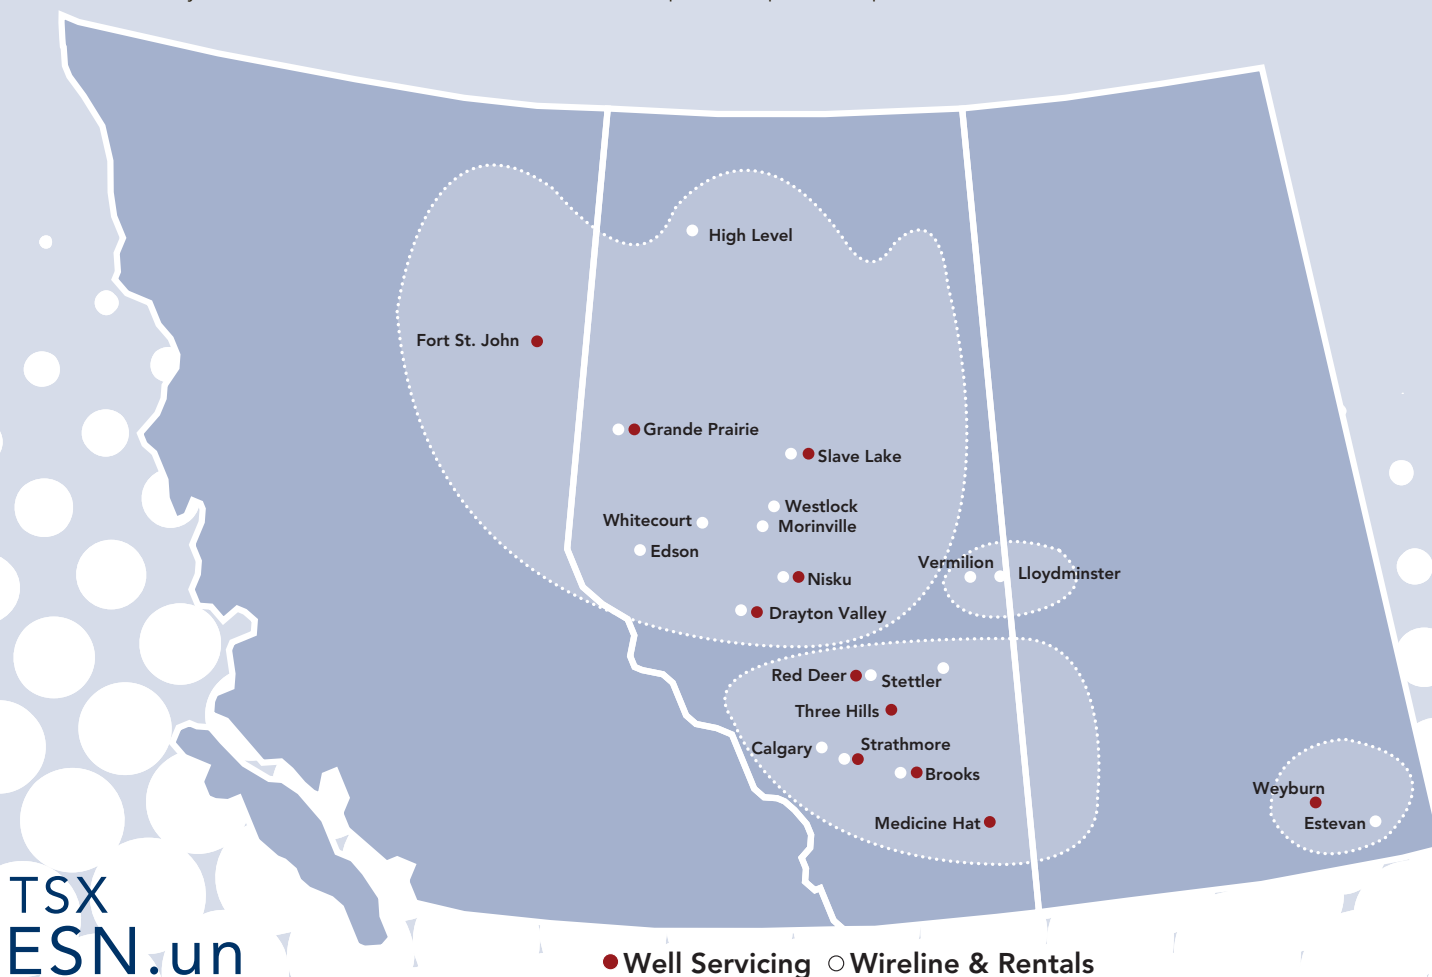 High Level
Fort St. John
Grande Prairie
Slave Lake
Westlock
Whitecourt
Morinville
Edson
Vermilion
Lloydminster
Nisku
Drayton Valley
Red Deer
Stettler
Three Hills
Strathmore
Calgary
Brooks
Weyburn
Medicine Hat
Estevan
TSX
ESN.un
Well Servicing
Wireline & Rentals